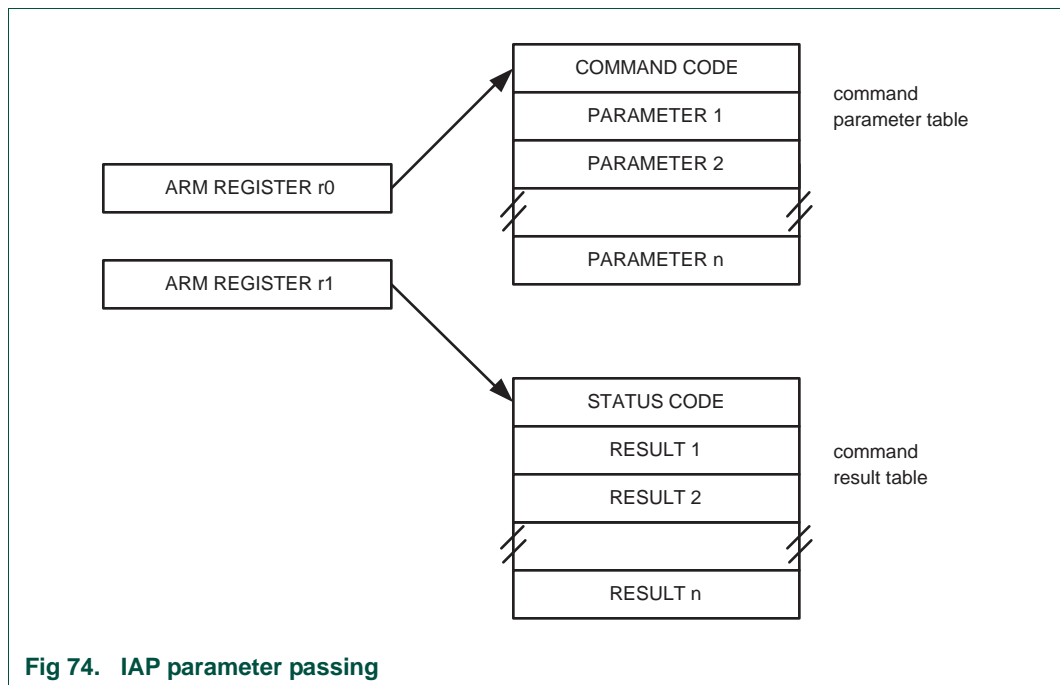 COMMAND CODE
PARAMETER 1
PARAMETER 2
PARAMETER n
command
parameter table
ARM REGISTER r0
ARM REGISTER r1
STATUS CODE
RESULT 1
RESULT 2
RESULT n
command
result table
Fig 74. IAP parameter passing